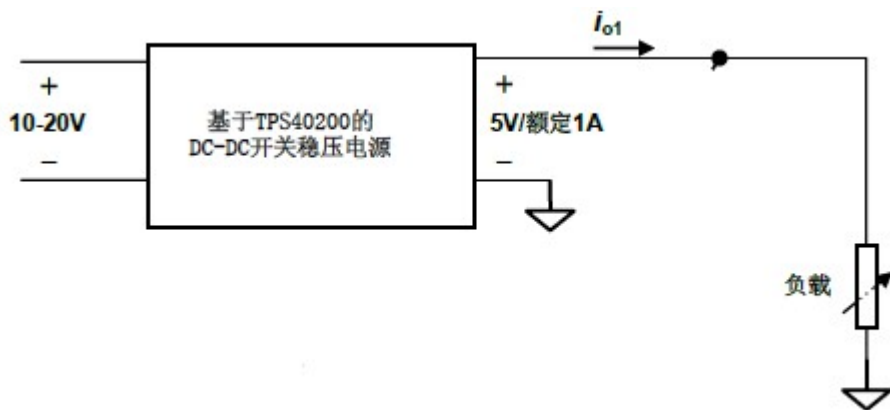 io1
+
10-20V
−
基于TPS40200的
DC-DC开关稳压电源
+
5V/额定1A
−
负载